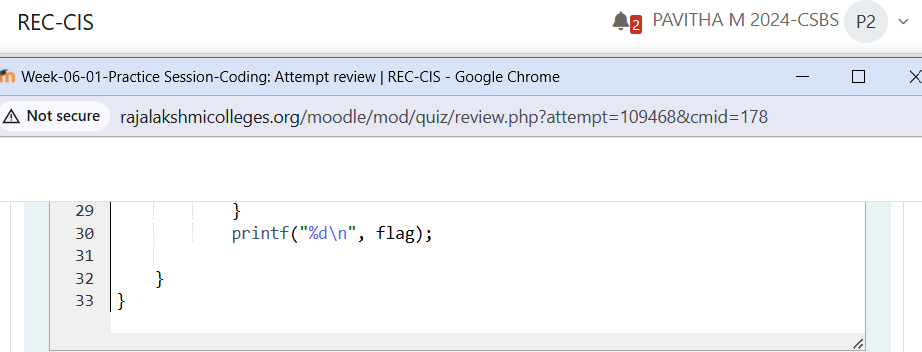 REC-CIS
2
PAVITHA M 2024-CSBS
P2
Week-06-01-Practice Session-Coding: Attempt review | REC-CIS - Google Chrome
Not secure
rajalakshmicolleges.org/moodle/mod/quiz/review.php?attempt=109468&cmid=178
29 }
30 printf("%d\n", flag);
31
32 }
33 }